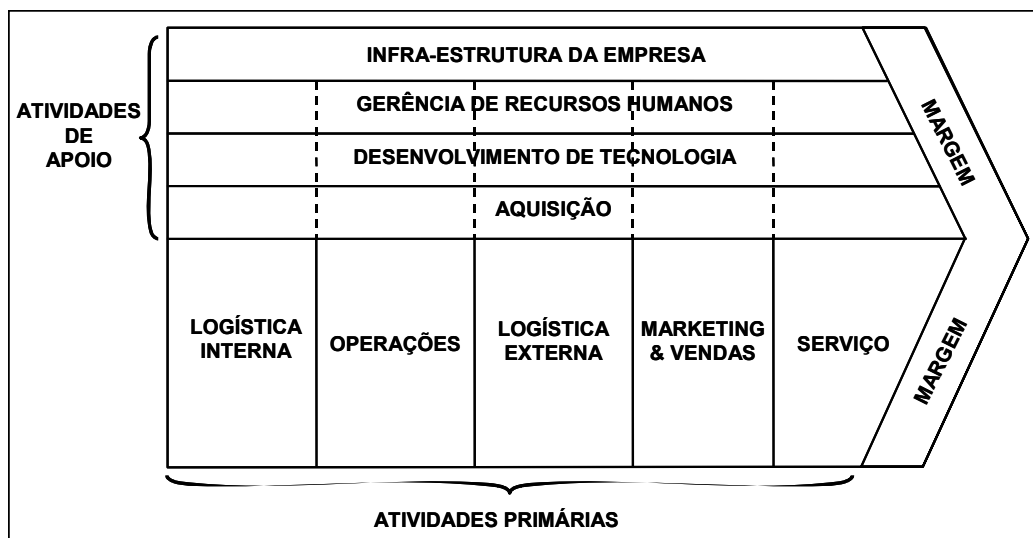 INFRA-ESTRUTURA DA EMPRESA
GERÊNCIA DE RECURSOS HUMANOS
DESENVOLVIMENTO DE TECNOLOGIA
AQUISIÇÃO
ATIVIDADES
DE
APOIO
MARGEM
LOGÍSTICA
INTERNA
OPERAÇÕES
LOGÍSTICA
EXTERNA
MARKETING
& VENDAS
SERVIÇO
MARGEM
ATIVIDADES PRIMÁRIAS